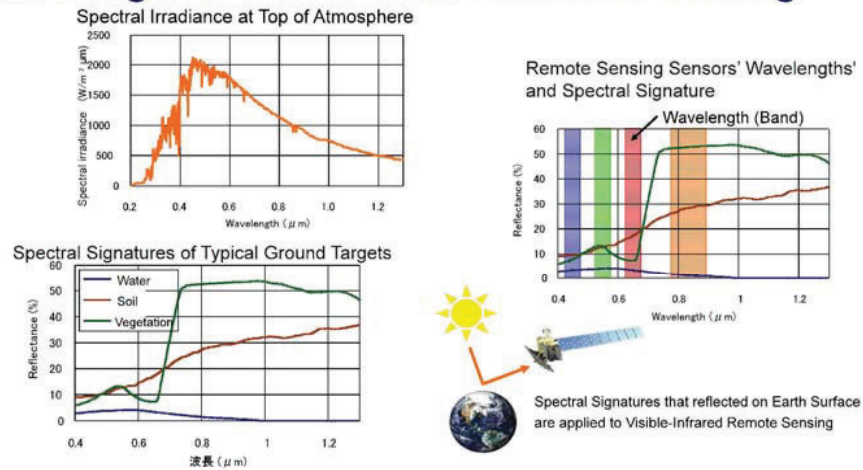 Spectral Irradiance at Top of Atmosphere
Spectral irradiance (W/m² μm)
2500
2000
1500
1000
500
0
0.2 0.4 0.6 0.8 1.0 1.2
Wavelength (μm)
Remote Sensing Sensors' Wavelengths'
and Spectral Signature
Wavelength (Band)
Reflectance (%)
60
50
40
30
20
10
0
0.4 0.6 0.8 1 1.2
Wavelength (μm)
Spectral Signatures of Typical Ground Targets
Reflectance (%)
60
50
40
30
20
10
0
Water
Soil
Vegetation
0.4 0.6 0.8 1 1.2
波長 (μm)
Spectral Signatures that reflected on Earth Surface
are applied to Visible-Infrared Remote Sensing